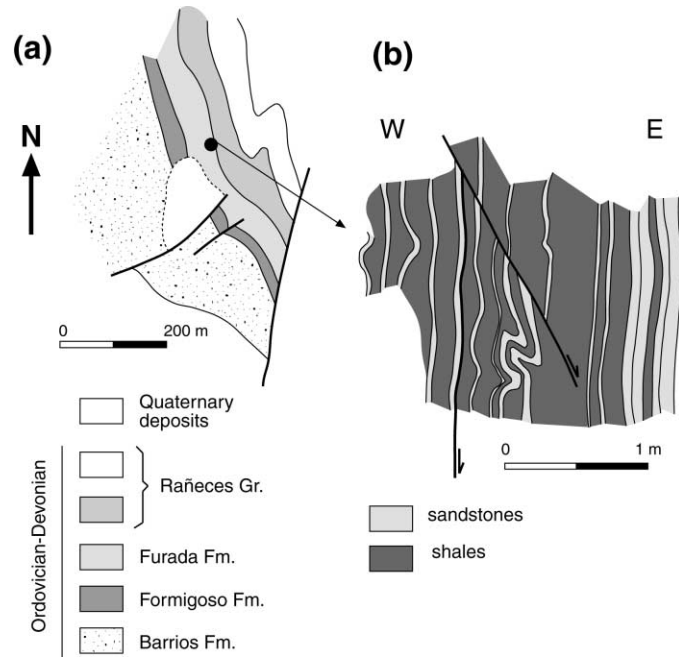 (a)
(b)
N
W
E
0
200 m
0
1 m
Quaternary
deposits
Rañeces Gr.
Furada Fm.
Formigoso Fm.
Barrios Fm.
Ordovician-Devonian
sandstones
shales